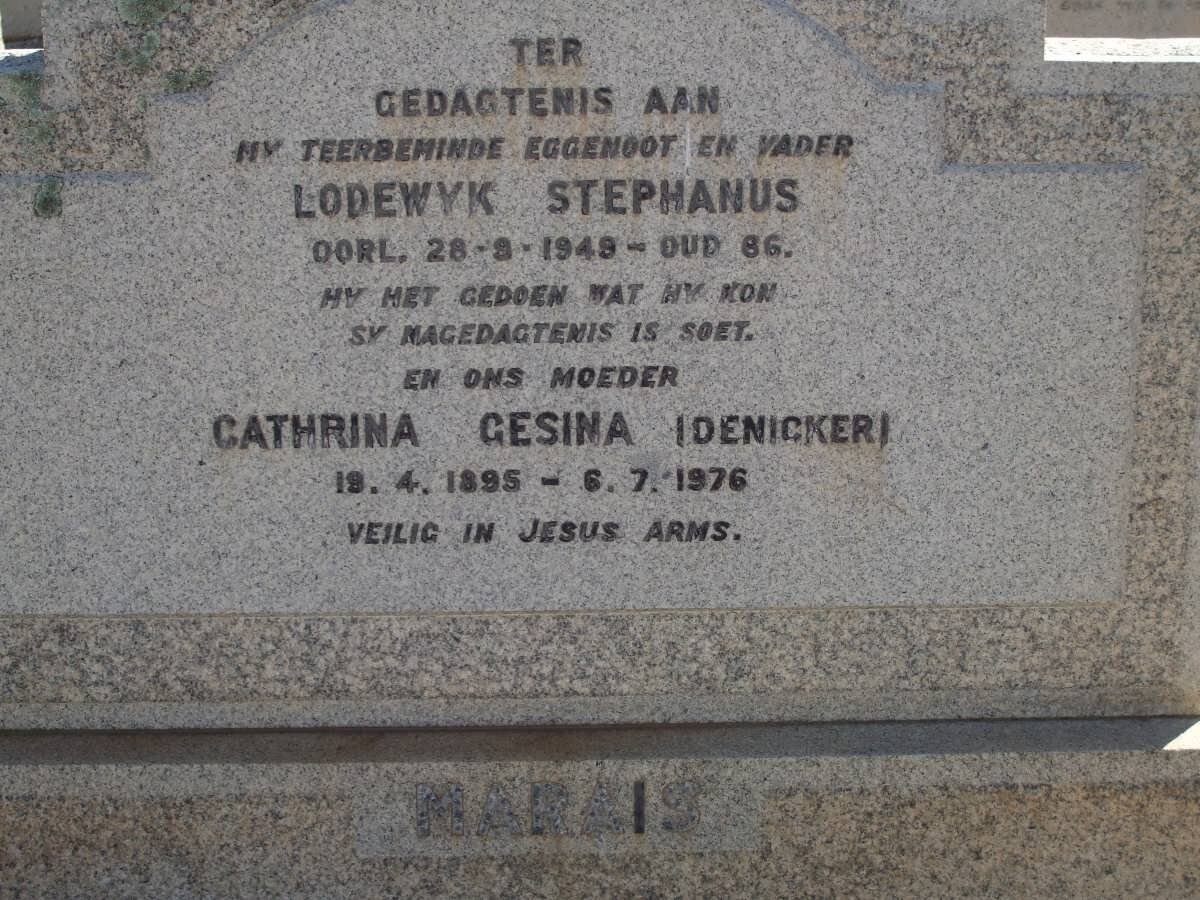 TER
GEDAGTENIS AAN
MY TEERBEMINDE EGGENOOT EN VADER
LODEWYK STEPHANUS
OORL. 28-9-1949 - OUD 66.
HY HET GEDOEN WAT HY KON
SY NAGEDAGTENIS IS SOET.
EN ONS MOEDER
CATHRINA GESINA (DENICKER)
19. 4. 1895 - 6. 7. 1976
VEILIG IN JESUS ARMS.
MARAIS